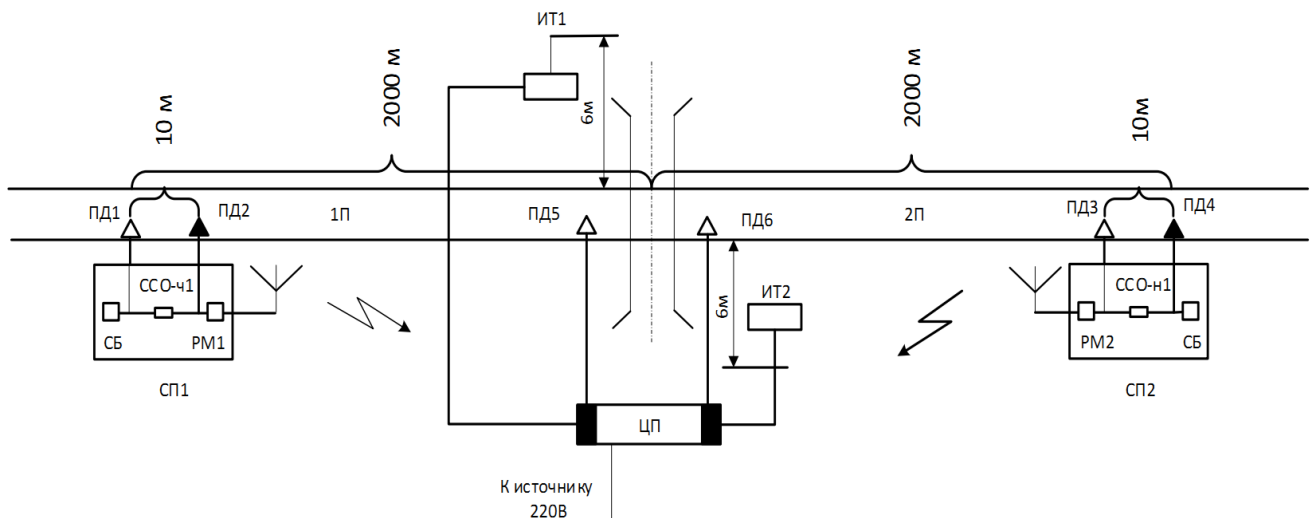 ИТ1
2000 м
2000 м
10 м
10м
6м
ПД1
ПД2
1П
ПД5
ПД6
2П
ПД3
ПД4
ССО-ч1
СБ
РМ1
СП1
6м
ИТ2
ССО-н1
РМ2
СБ
СП2
ЦП
К источнику
220В